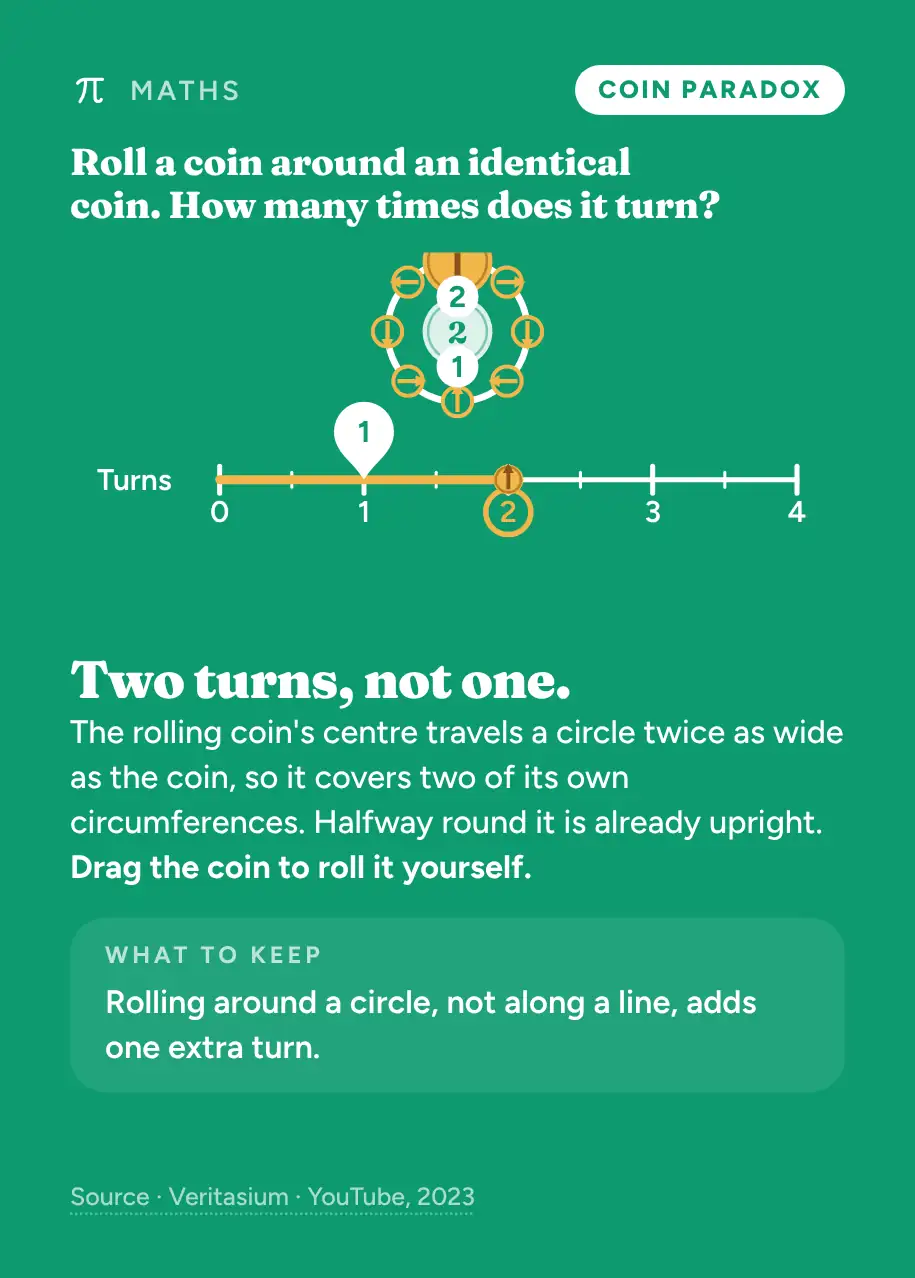 π MATHS
COIN PARADOX
Roll a coin around an identical
coin. How many times does it turn?
2
2
1
1
Turns
0 1 2 3 4
Two turns, not one.
The rolling coin's centre travels a circle twice as wide
as the coin, so it covers two of its own
circumferences. Halfway round it is already upright.
Drag the coin to roll it yourself.
WHAT TO KEEP
Rolling around a circle, not along a line, adds
one extra turn.
Source · Veritasium · YouTube, 2023